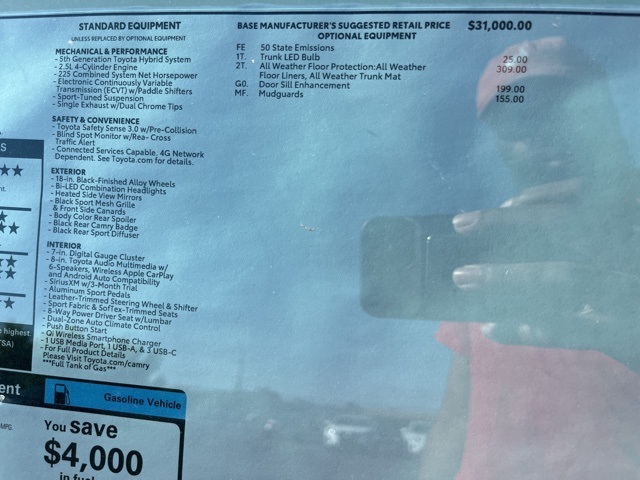 STANDARD EQUIPMENT
UNLESS REPLACED BY OPTIONAL EQUIPMENT
MECHANICAL & PERFORMANCE
- 5th Generation Toyota Hybrid System
- 2.5L 4-Cylinder Engine
- 225 Combined System Net Horsepower
- Electronic Continuously Variable
Transmission (ECVT) w/Paddle Shifters
- Sport-Tuned Suspension
- Single Exhaust w/Dual Chrome Tips
SAFETY & CONVENIENCE
- Toyota Safety Sense 3.0 w/Pre-Collision
- Blind Spot Monitor w/Rea- Cross
Traffic Alert
- Connected Services Capable, 4G Network
Dependent. See Toyota.com for details.
EXTERIOR
- 18-in. Black-Finished Alloy Wheels
- Bi-LED Combination Headlights
- Heated Side View Mirrors
- Black Sport Mesh Grille
& Front Side Canards
- Body Color Rear Spoiler
- Black Rear Camry Badge
- Black Rear Sport Diffuser
INTERIOR
- 7-in. Digital Gauge Cluster
- 8-in. Toyota Audio Multimedia w/
6-Speakers, Wireless Apple CarPlay
and Android Auto Compatibility
- SiriusXM w/3-Month Trial
- Aluminum Sport Pedals
- Leather-Trimmed Steering Wheel & Shifter
- Sport Fabric & SofTex-Trimmed Seats
- 8-Way Power Driver Seat w/Lumbar
- Dual-Zone Auto Climate Control
- Push Button Start
- Qi Wireless Smartphone Charger
- 1 USB Media Port, 1 USB-A, & 3 USB-C
- For Full Product Details
Please Visit Toyota.com/camry
***Full Tank of Gas***
BASE MANUFACTURER'S SUGGESTED RETAIL PRICE $31,000.00
OPTIONAL EQUIPMENT
FE 50 State Emissions
1T. Trunk LED Bulb 25.00
2T. All Weather Floor Protection:All Weather 309.00
Floor Liners, All Weather Trunk Mat
G0. Door Sill Enhancement 199.00
MF. Mudguards 155.00
S
nt.
e highest
TSA)
ent
MPG
Gasoline Vehicle
You save
$4,000
in fuel